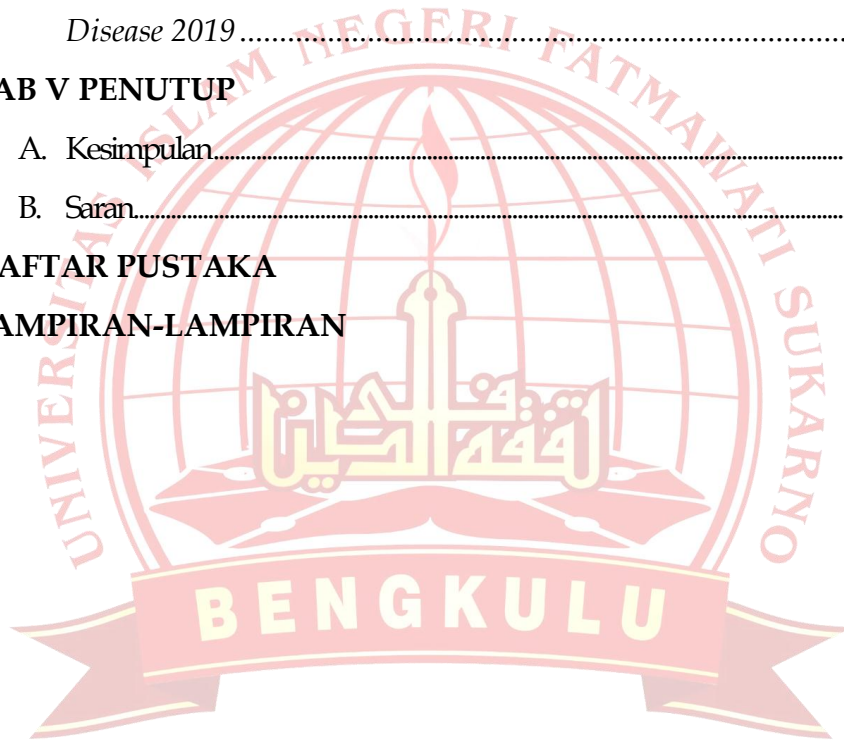 Disease 2019 ................................................................................
AB V PENUTUP
A. Kesimpulan................................................................................
B. Saran................................................................................
AFTAR PUSTAKA
AMPIRAN-LAMPIRAN
UNIVERSITAS ISLAM NEGERI FATMAWATI SUKARNO
BENGKULU